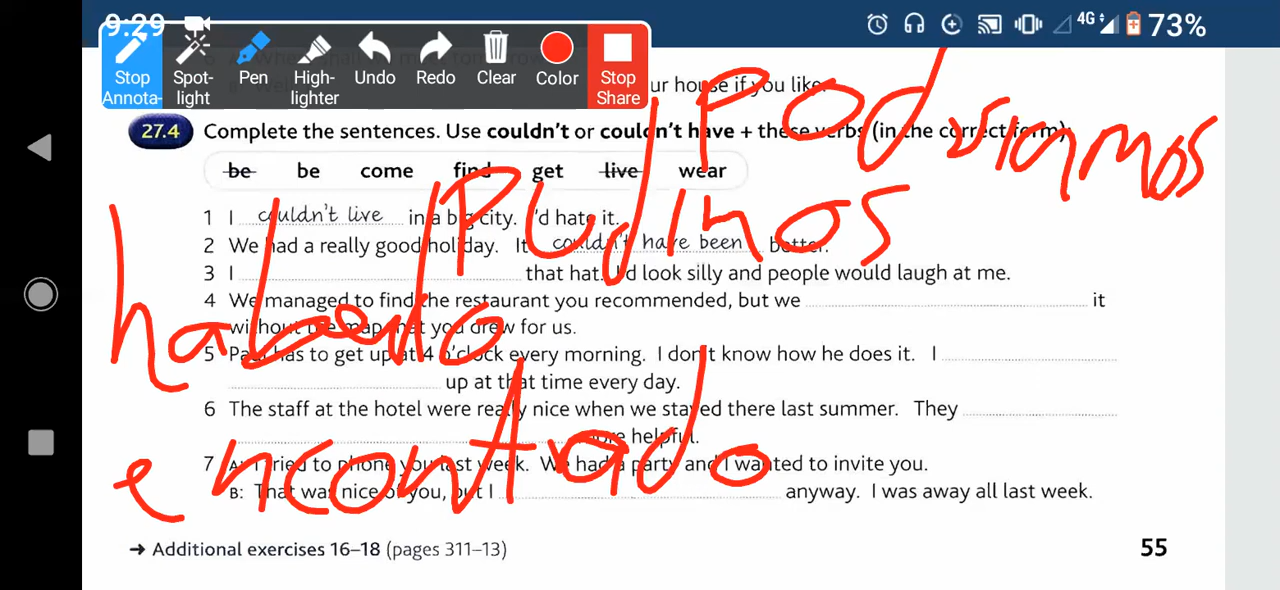 9:29
4G 73%
Stop Annota- Spot-light Pen High-lighter Undo Redo Clear Color Stop Share
ur house if you like.
27.4 Complete the sentences. Use couldn't or couldn't have + these verbs (in the correct form):
be be come find get live wear
1 I couldn't live in a big city. I'd hate it.
2 We had a really good holiday. It couldn't have been better.
3 I that hat. I'd look silly and people would laugh at me.
4 We managed to find the restaurant you recommended, but we it
without the map that you drew for us.
5 Paul has to get up at 4 o'clock every morning. I don't know how he does it. I
up at that time every day.
6 The staff at the hotel were really nice when we stayed there last summer. They
more helpful.
7 A: I tried to phone you last week. We had a party and I wanted to invite you.
B: That was nice of you, but I anyway. I was away all last week.
→ Additional exercises 16–18 (pages 311–13)
55
Pudimos